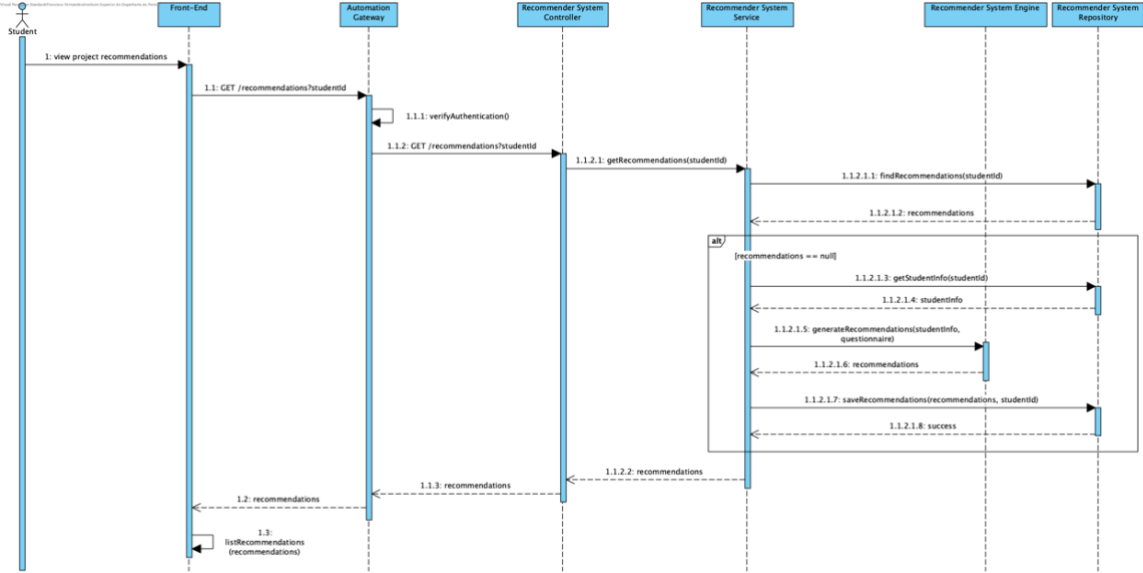 Front-End
Automation
Gateway
Recommender System
Controller
Recommender System
Service
Recommender System Engine
Recommender System
Repository
Student
1: view project recommendations
1.1: GET /recommendations?studentId
1.1.1: verifyAuthentication()
1.1.2: GET /recommendations?studentId
1.1.2.1: getRecommendations(studentId)
1.1.2.1.1: findRecommendations(studentId)
1.1.2.1.2: recommendations
alt
[recommendations == null]
1.1.2.1.3: getStudentInfo(studentId)
1.1.2.1.4: studentInfo
1.1.2.1.5: generateRecommendations(studentInfo,
questionnaire)
1.1.2.1.6: recommendations
1.1.2.1.7: saveRecommendations(recommendations, studentId)
1.1.2.1.8: success
1.1.2.2: recommendations
1.1.3: recommendations
1.2: recommendations
1.3:
listRecommendations
(recommendations)